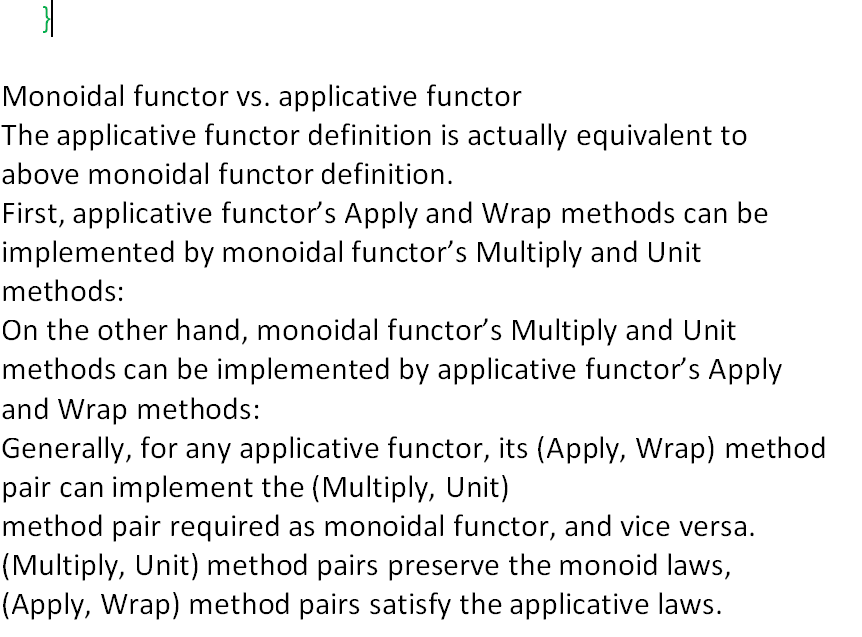 }
Monoidal functor vs. applicative functor
The applicative functor definition is actually equivalent to
above monoidal functor definition.
First, applicative functor’s Apply and Wrap methods can be
implemented by monoidal functor’s Multiply and Unit
methods:
On the other hand, monoidal functor’s Multiply and Unit
methods can be implemented by applicative functor’s Apply
and Wrap methods:
Generally, for any applicative functor, its (Apply, Wrap) method
pair can implement the (Multiply, Unit)
method pair required as monoidal functor, and vice versa.
(Multiply, Unit) method pairs preserve the monoid laws,
(Apply, Wrap) method pairs satisfy the applicative laws.